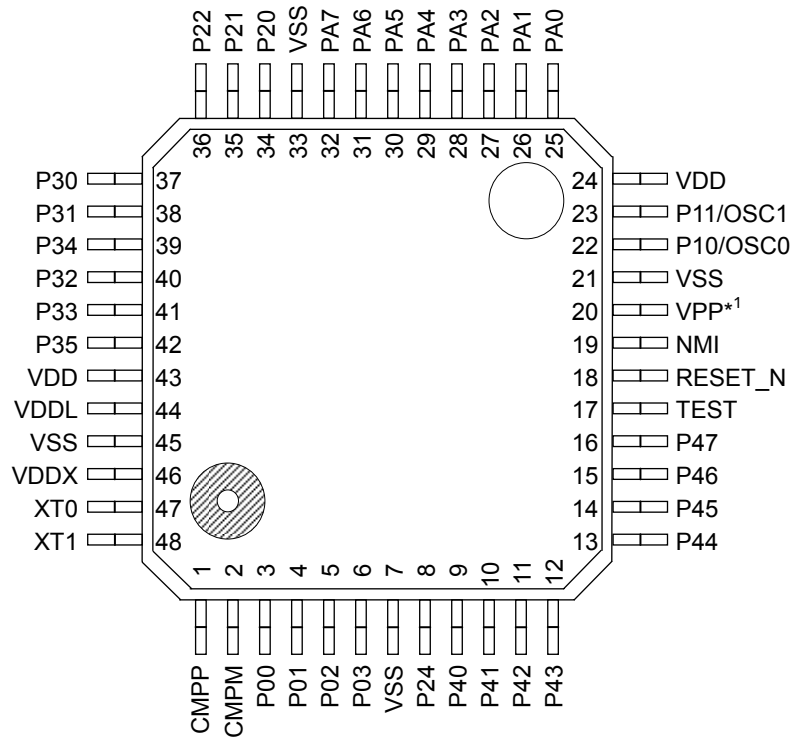 P22 P21 P20 VSS PA7 PA6 PA5 PA4 PA3 PA2 PA1 PA0
36 35 34 33 32 31 30 29 28 27 26 25
P30 37 24 VDD
P31 38 23 P11/OSC1
P34 39 22 P10/OSC0
P32 40 21 VSS
P33 41 20 VPP*1
P35 42 19 NMI
VDD 43 18 RESET_N
VDDL 44 17 TEST
VSS 45 16 P47
VDDX 46 15 P46
XT0 47 14 P45
XT1 48 13 P44
1 2 3 4 5 6 7 8 9 10 11 12
CMPP CMPM P00 P01 P02 P03 VSS P24 P40 P41 P42 P43